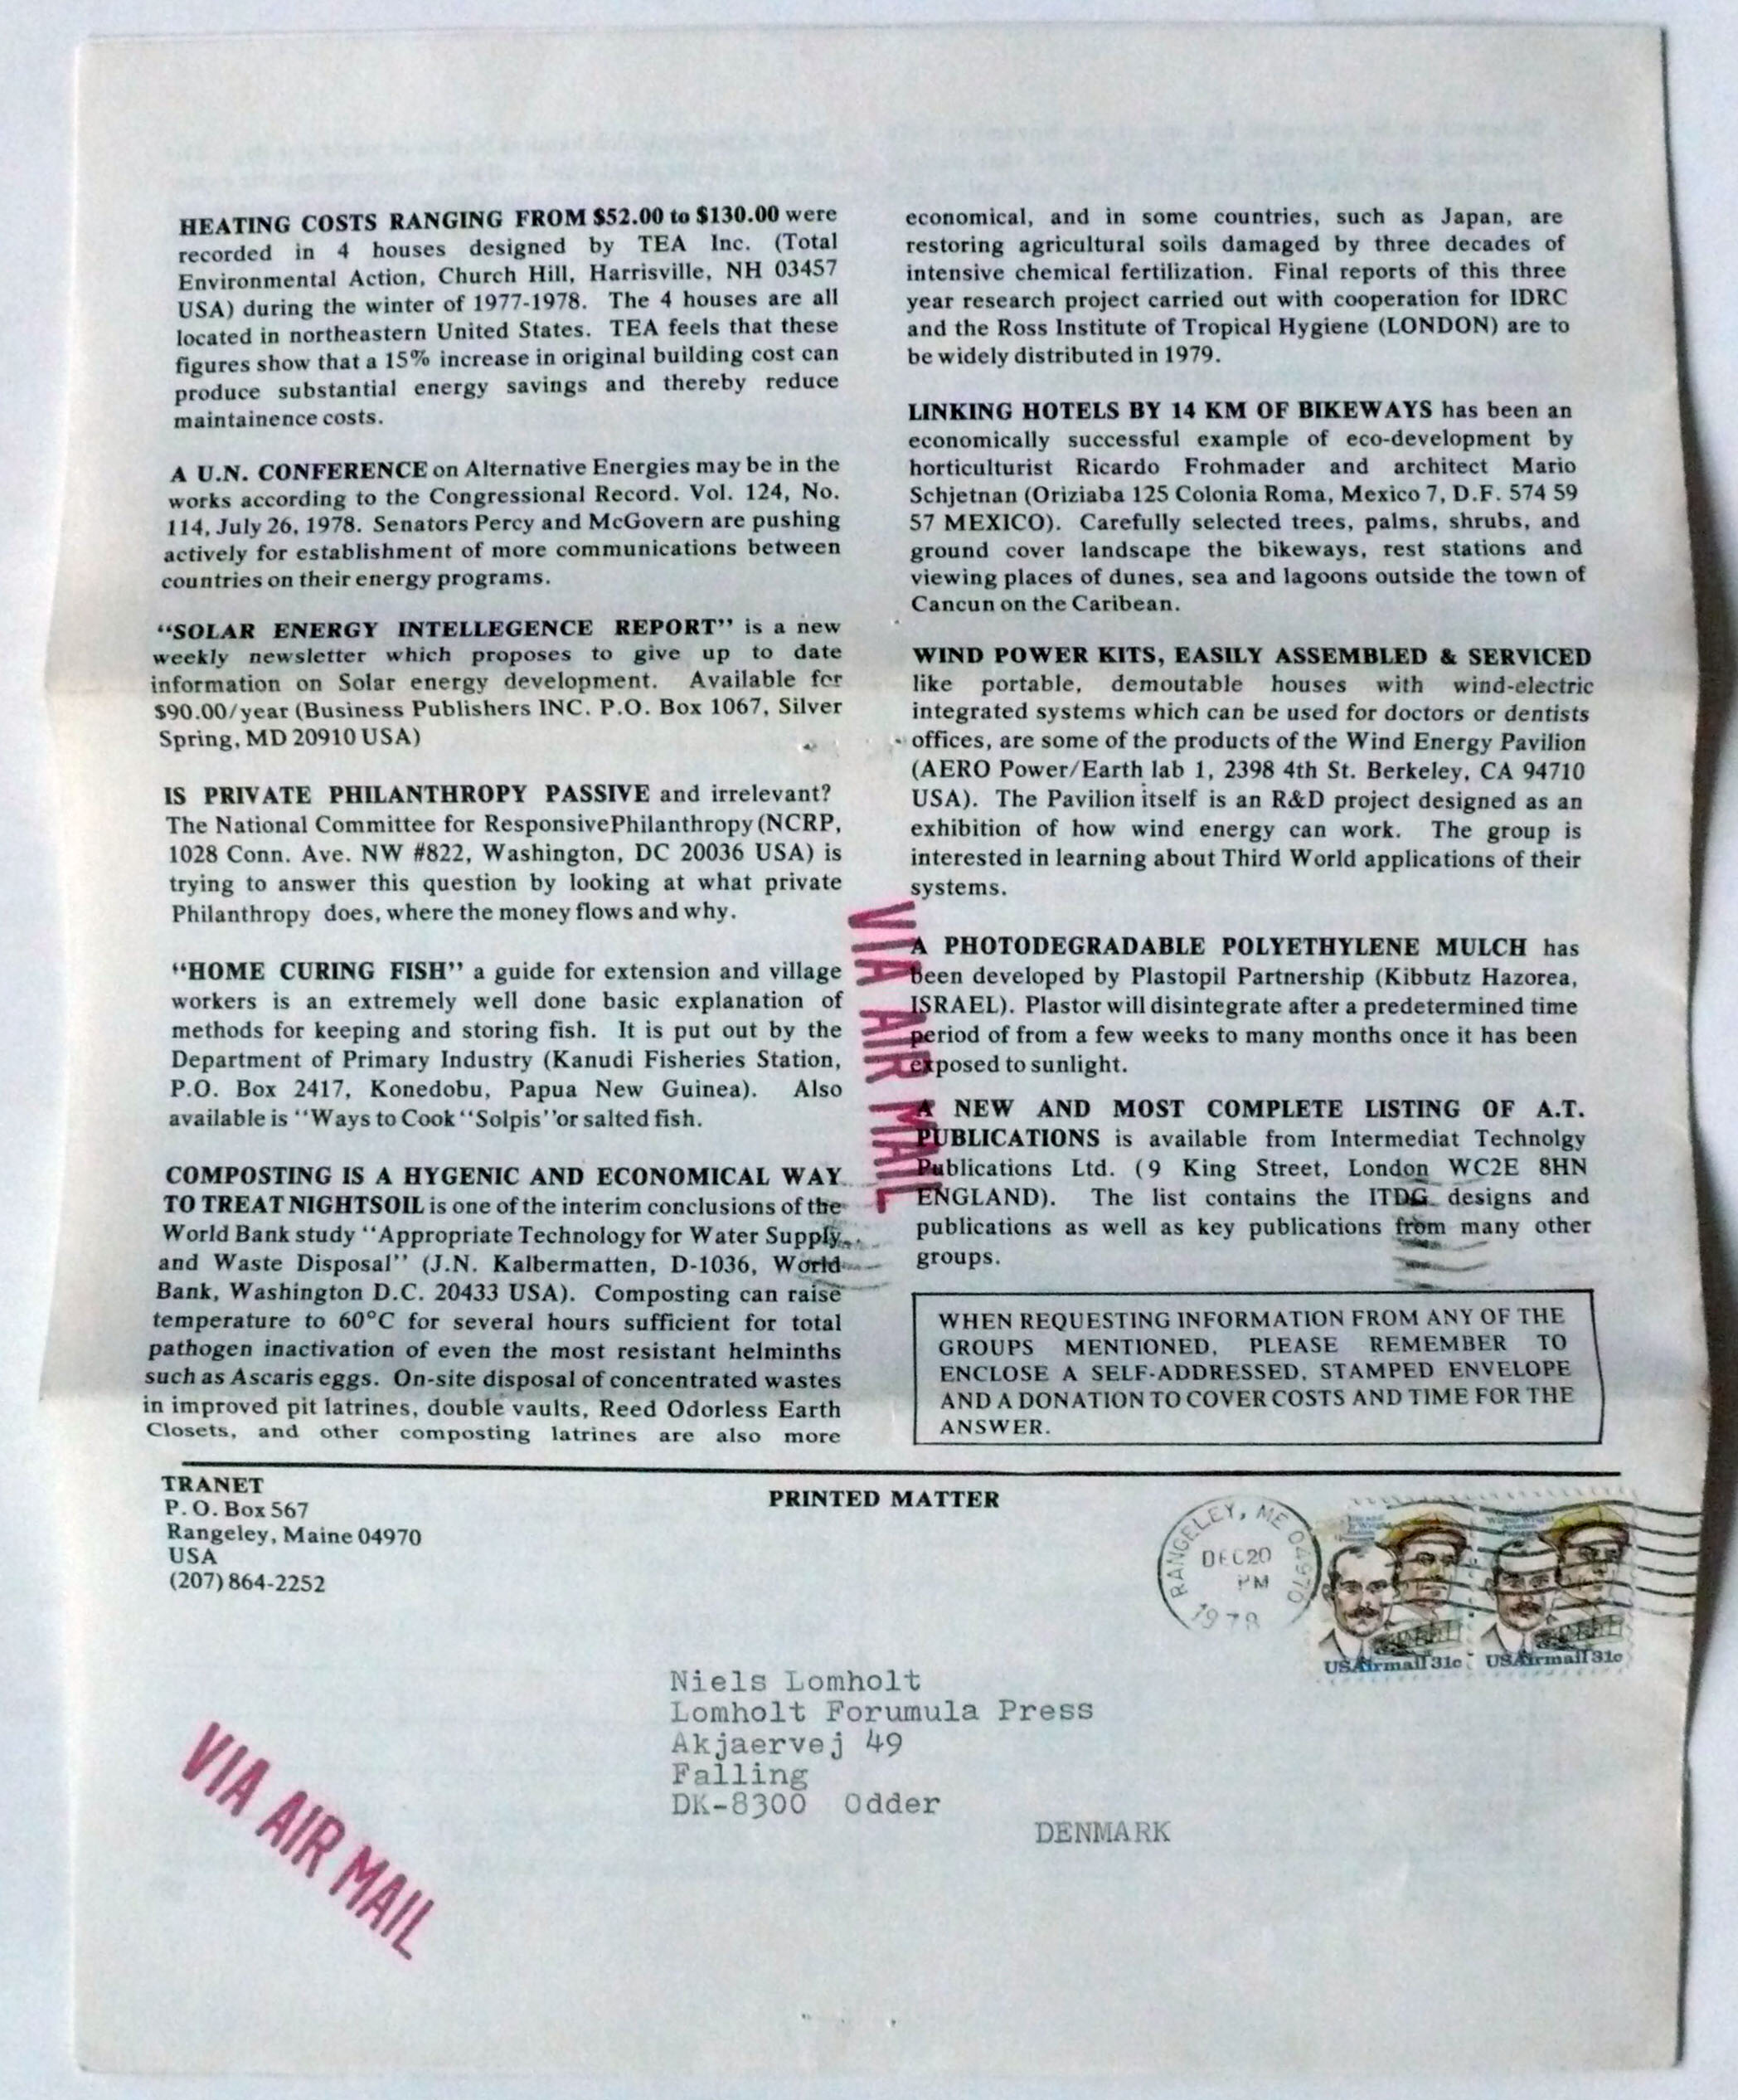 HEATING COSTS RANGING FROM $52.00 to $130.00 were
recorded in 4 houses designed by TEA Inc. (Total
Environmental Action, Church Hill, Harrisville, NH 03457
USA) during the winter of 1977-1978. The 4 houses are all
located in northeastern United States. TEA feels that these
figures show that a 15% increase in original building cost can
produce substantial energy savings and thereby reduce
maintainence costs.
A U.N. CONFERENCE on Alternative Energies may be in the
works according to the Congressional Record. Vol. 124, No.
114, July 26, 1978. Senators Percy and McGovern are pushing
actively for establishment of more communications between
countries on their energy programs.
“SOLAR ENERGY INTELLEGENCE REPORT” is a new
weekly newsletter which proposes to give up to date
information on Solar energy development. Available for
$90.00/year (Business Publishers INC. P.O. Box 1067, Silver
Spring, MD 20910 USA)
IS PRIVATE PHILANTHROPY PASSIVE and irrelevant?
The National Committee for Responsive Philanthropy (NCRP,
1028 Conn. Ave. NW #822, Washington, DC 20036 USA) is
trying to answer this question by looking at what private
Philanthropy does, where the money flows and why.
“HOME CURING FISH” a guide for extension and village
workers is an extremely well done basic explanation of
methods for keeping and storing fish. It is put out by the
Department of Primary Industry (Kanudi Fisheries Station,
P.O. Box 2417, Konedobu, Papua New Guinea). Also
available is “Ways to Cook “Solpis” or salted fish.
COMPOSTING IS A HYGENIC AND ECONOMICAL WAY
TO TREAT NIGHTSOIL is one of the interim conclusions of the
World Bank study “Appropriate Technology for Water Supply
and Waste Disposal” (J.N. Kalbermatten, D-1036, World
Bank, Washington D.C. 20433 USA). Composting can raise
temperature to 60°C for several hours sufficient for total
pathogen inactivation of even the most resistant helminths
such as Ascaris eggs. On-site disposal of concentrated wastes
in improved pit latrines, double vaults, Reed Odorless Earth
Closets, and other composting latrines are also more
economical, and in some countries, such as Japan, are
restoring agricultural soils damaged by three decades of
intensive chemical fertilization. Final reports of this three
year research project carried out with cooperation for IDRC
and the Ross Institute of Tropical Hygiene (LONDON) are to
be widely distributed in 1979.
LINKING HOTELS BY 14 KM OF BIKEWAYS has been an
economically successful example of eco-development by
horticulturist Ricardo Frohmader and architect Mario
Schjetnan (Oriziaba 125 Colonia Roma, Mexico 7, D.F. 574 59
57 MEXICO). Carefully selected trees, palms, shrubs, and
ground cover landscape the bikeways, rest stations and
viewing places of dunes, sea and lagoons outside the town of
Cancun on the Caribean.
WIND POWER KITS, EASILY ASSEMBLED & SERVICED
like portable, demoutable houses with wind-electric
integrated systems which can be used for doctors or dentists
offices, are some of the products of the Wind Energy Pavilion
(AERO Power/Earth lab 1, 2398 4th St. Berkeley, CA 94710
USA). The Pavilion itself is an R&D project designed as an
exhibition of how wind energy can work. The group is
interested in learning about Third World applications of their
systems.
A PHOTODEGRADABLE POLYETHYLENE MULCH has
been developed by Plastopil Partnership (Kibbutz Hazorea,
ISRAEL). Plastor will disintegrate after a predetermined time
period of from a few weeks to many months once it has been
exposed to sunlight.
A NEW AND MOST COMPLETE LISTING OF A.T.
PUBLICATIONS is available from Intermediat Technolgy
Publications Ltd. (9 King Street, London WC2E 8HN
ENGLAND). The list contains the ITDG designs and
publications as well as key publications from many other
groups.
VIA AIR MAIL
WHEN REQUESTING INFORMATION FROM ANY OF THE
GROUPS MENTIONED, PLEASE REMEMBER TO
ENCLOSE A SELF-ADDRESSED, STAMPED ENVELOPE
AND A DONATION TO COVER COSTS AND TIME FOR THE
ANSWER.
TRANET
P. O. Box 567
Rangeley, Maine 04970
USA
(207) 864-2252
PRINTED MATTER
RANGELEY, ME 04970
DEC 20
PM
1978
USAirmail 31c
USAirmail 31c
Niels Lomholt
Lomholt Forumula Press
Akjaervej 49
Falling
DK-8300 Odder
DENMARK
VIA AIR MAIL